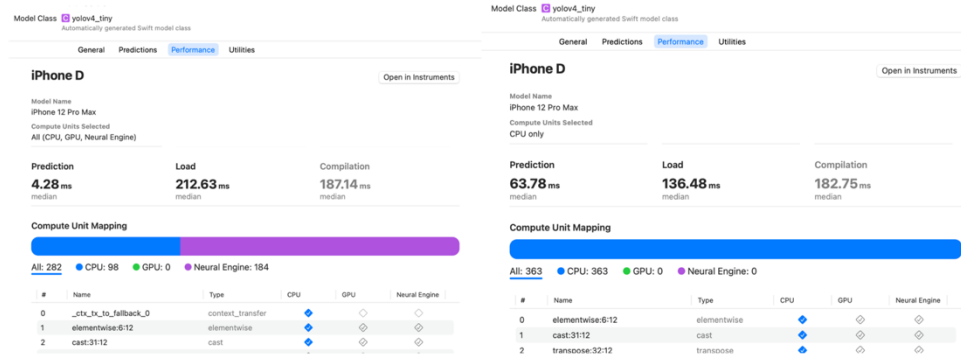 Model Class C yolov4_tiny
Automatically generated Swift model class
General Predictions Performance Utilities
iPhone D
Open in Instruments
Model Name
iPhone 12 Pro Max
Compute Units Selected
All (CPU, GPU, Neural Engine)
Prediction Load Compilation
4.28 ms 212.63 ms 187.14 ms
median median median
Compute Unit Mapping
All: 282 CPU: 98 GPU: 0 Neural Engine: 184
# Name Type CPU GPU Neural Engine
0 _ctx_tx_to_fallback_0 context_transfer
1 elementwise:6:12 elementwise
2 cast:31:12 cast
Model Class C yolov4_tiny
Automatically generated Swift model class
General Predictions Performance Utilities
iPhone D
Open in Instruments
Model Name
iPhone 12 Pro Max
Compute Units Selected
CPU only
Prediction Load Compilation
63.78 ms 136.48 ms 182.75 ms
median median median
Compute Unit Mapping
All: 363 CPU: 363 GPU: 0 Neural Engine: 0
# Name Type CPU GPU Neural Engine
0 elementwise:6:12 elementwise
1 cast:31:12 cast
2 transpose:32:12 transpose